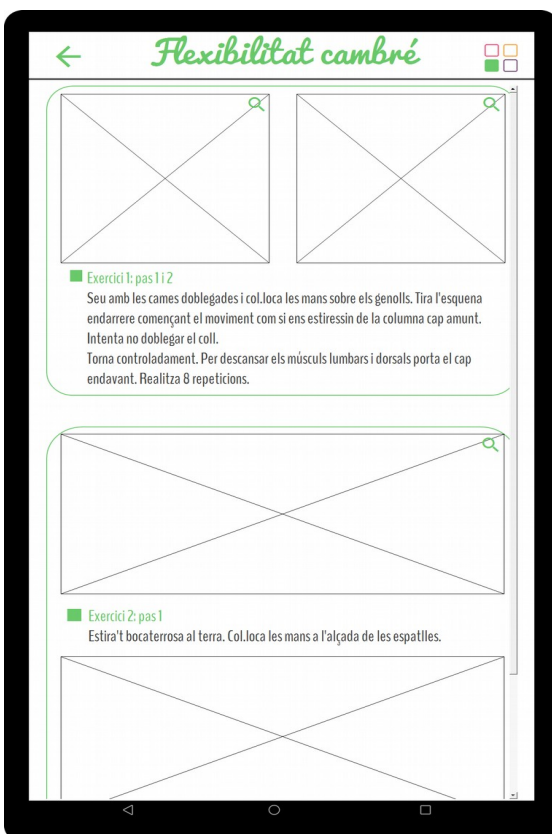 Flexibilitat cambré
Exercici 1: pas 1 i 2
Seu amb les cames doblegades i col.loca les mans sobre els genolls. Tira l'esquena
endarrere començant el moviment com si ens estiressin de la columna cap amunt.
Intenta no doblegar el coll.
Torna controladament. Per descansar els músculs lumbars i dorsals porta el cap
endavant. Realitza 8 repeticions.
Exercici 2: pas 1
Estira't bocaterrosa al terra. Col.loca les mans a l'alçada de les espatlles.